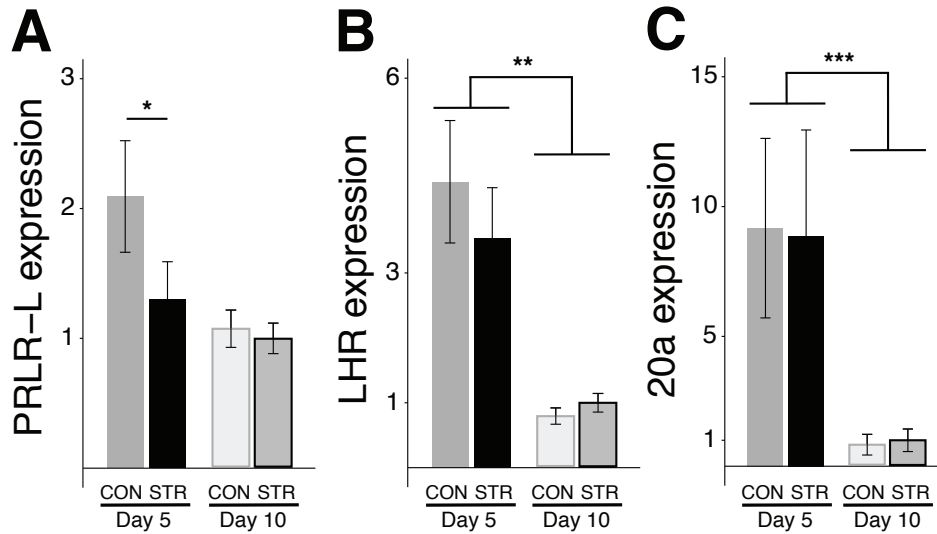 A
PRLR–L expression
3
2
1
*
CON STR CON STR
Day 5 Day 10
B
LHR expression
6
3
1
**
CON STR CON STR
Day 5 Day 10
C
20a expression
15
10
5
1
***
CON STR CON STR
Day 5 Day 10